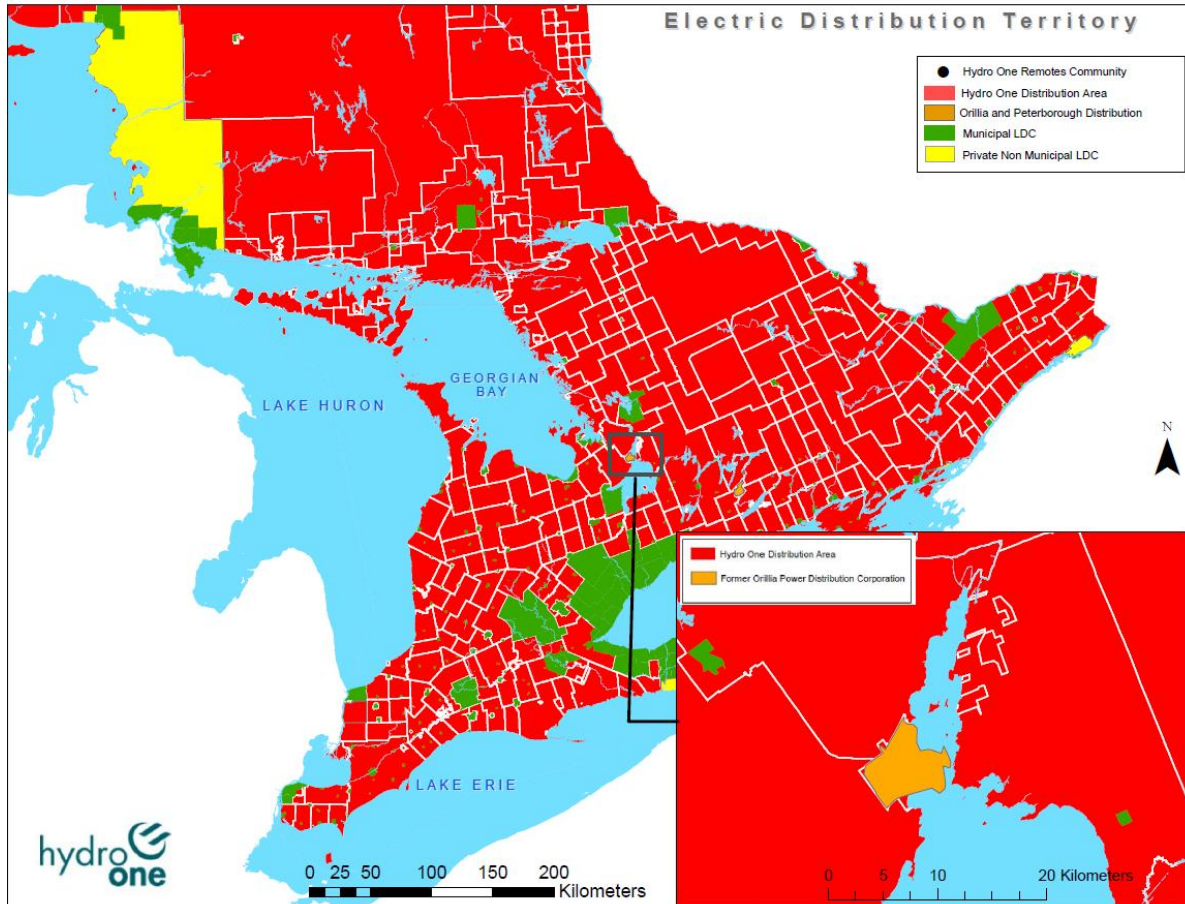 Electric Distribution Territory
Hydro One Remotes Community
Hydro One Distribution Area
Orillia and Peterborough Distribution
Municipal LDC
Private Non Municipal LDC
GEORGIAN
BAY
LAKE HURON
N
Hydro One Distribution Area
Former Orillia Power Distribution Corporation
LAKE ERIE
hydro
one
0 25 50 100 150 200
Kilometers
0 5 10 20 Kilometers